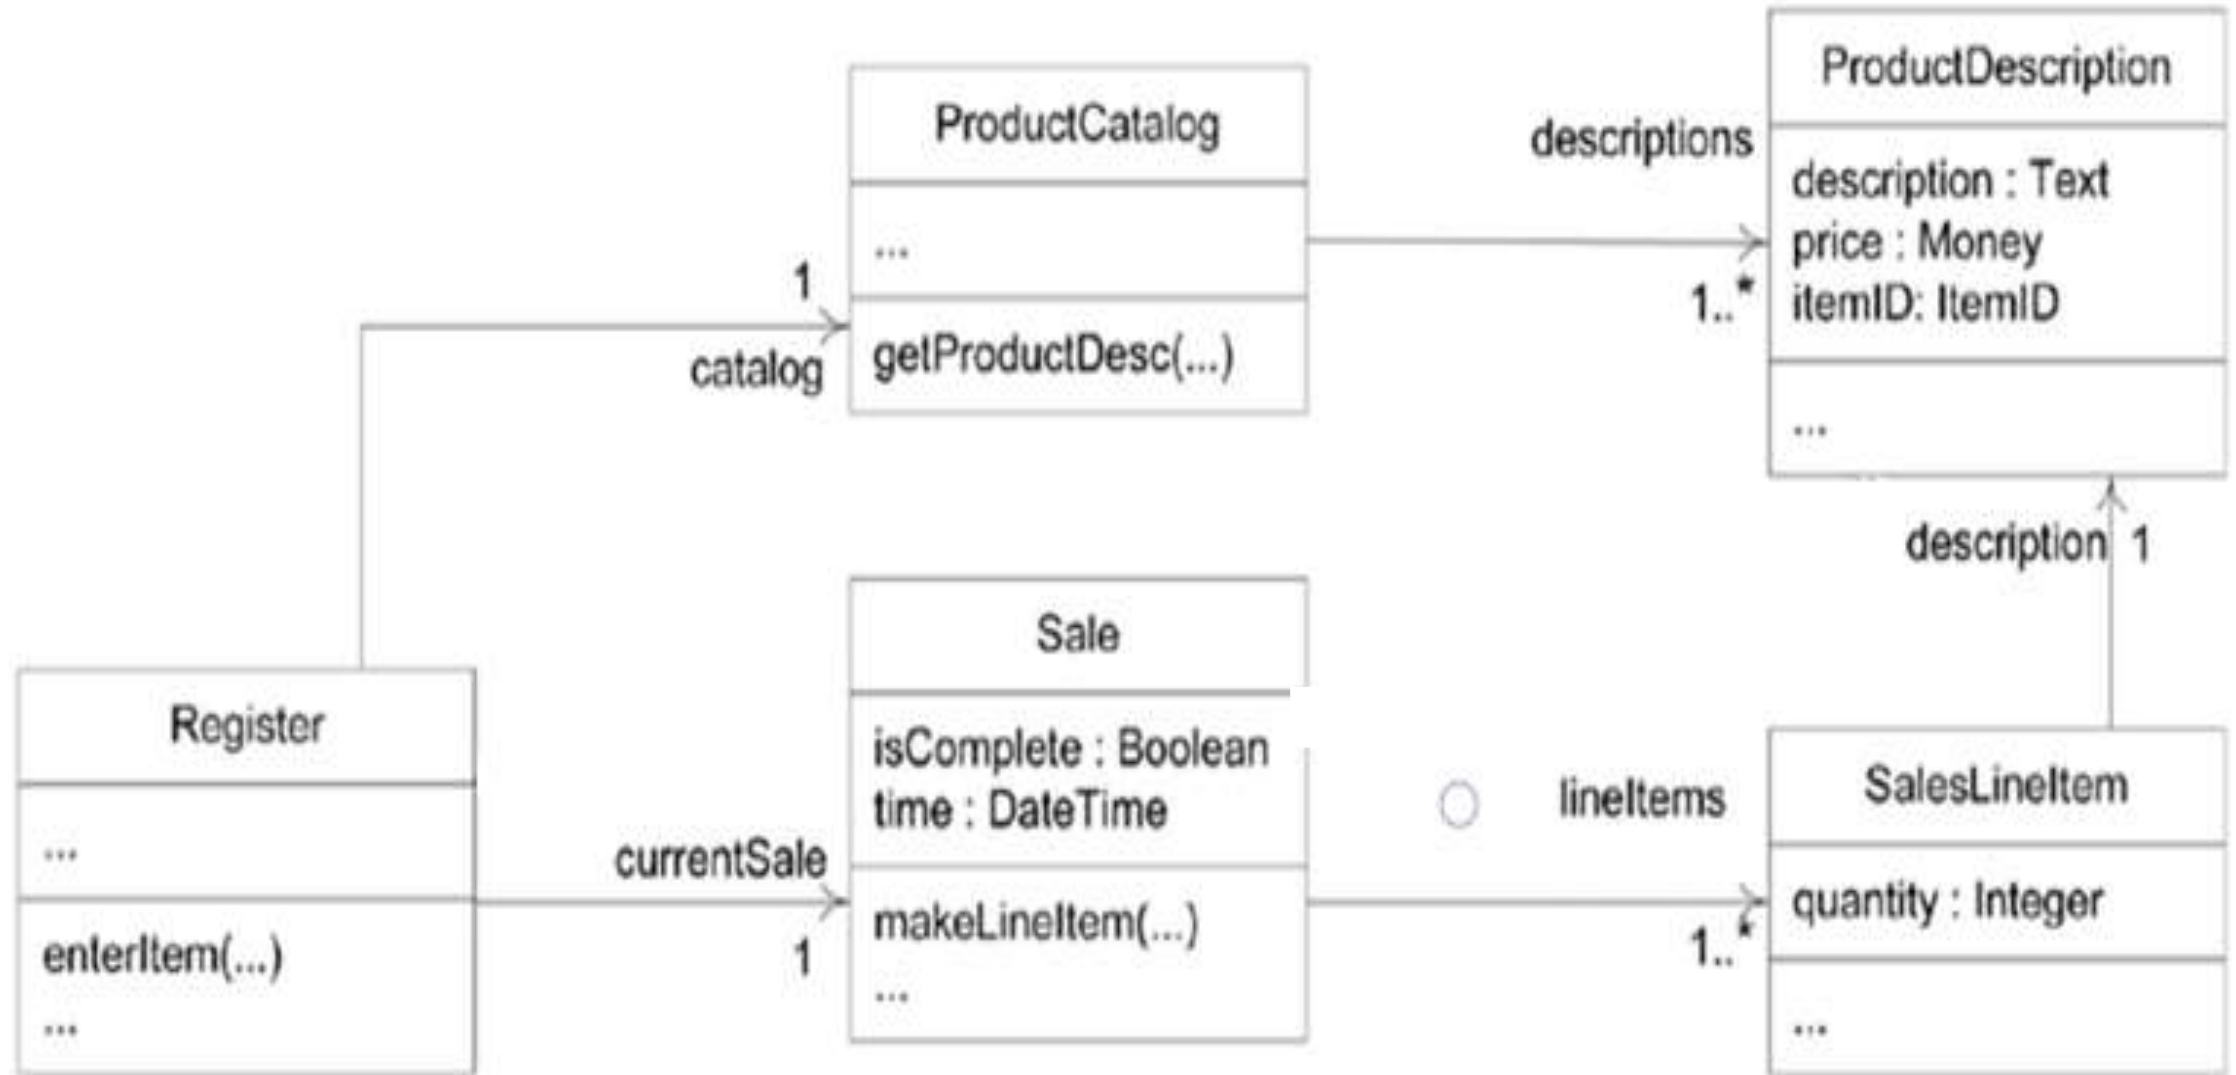 ProductCatalog
...
getProductDesc(...)
1
catalog
descriptions
1..*
ProductDescription
description : Text
price : Money
itemID: ItemID
...
description 1
Register
...
enterItem(...)
...
currentSale
1
Sale
isComplete : Boolean
time : DateTime
makeLineItem(...)
...
lineItems
1..*
SalesLineItem
quantity : Integer
...